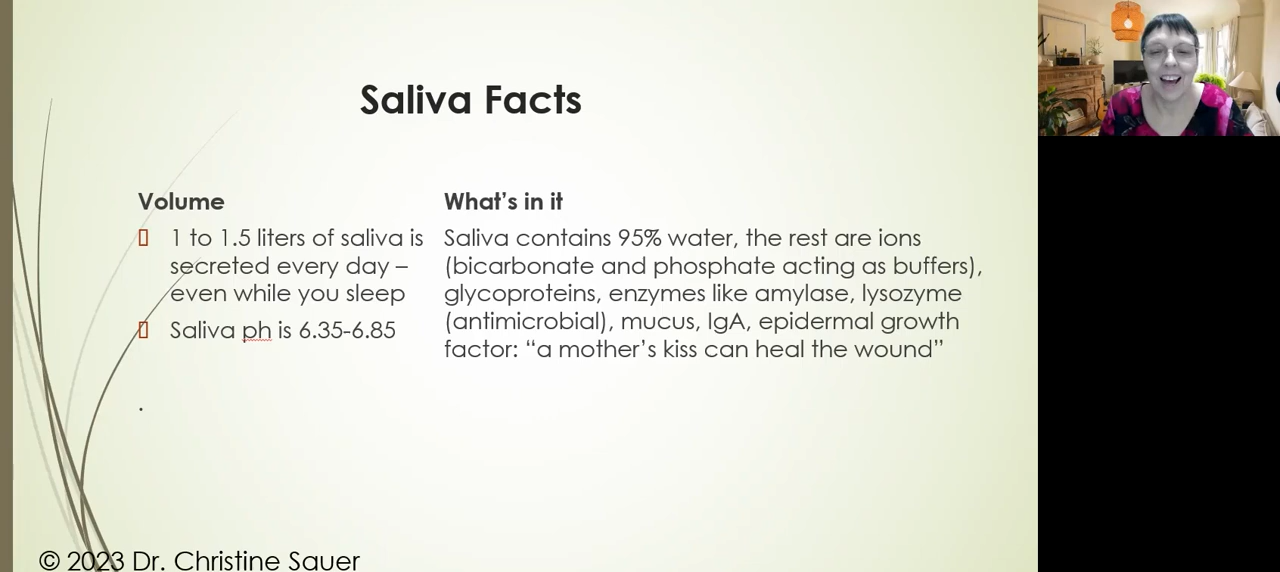 Saliva Facts
Volume
1 to 1.5 liters of saliva is
secreted every day –
even while you sleep
Saliva ph is 6.35-6.85
.
What’s in it
Saliva contains 95% water, the rest are ions
(bicarbonate and phosphate acting as buffers),
glycoproteins, enzymes like amylase, lysozyme
(antimicrobial), mucus, IgA, epidermal growth
factor: “a mother’s kiss can heal the wound”
© 2023 Dr. Christine Sauer